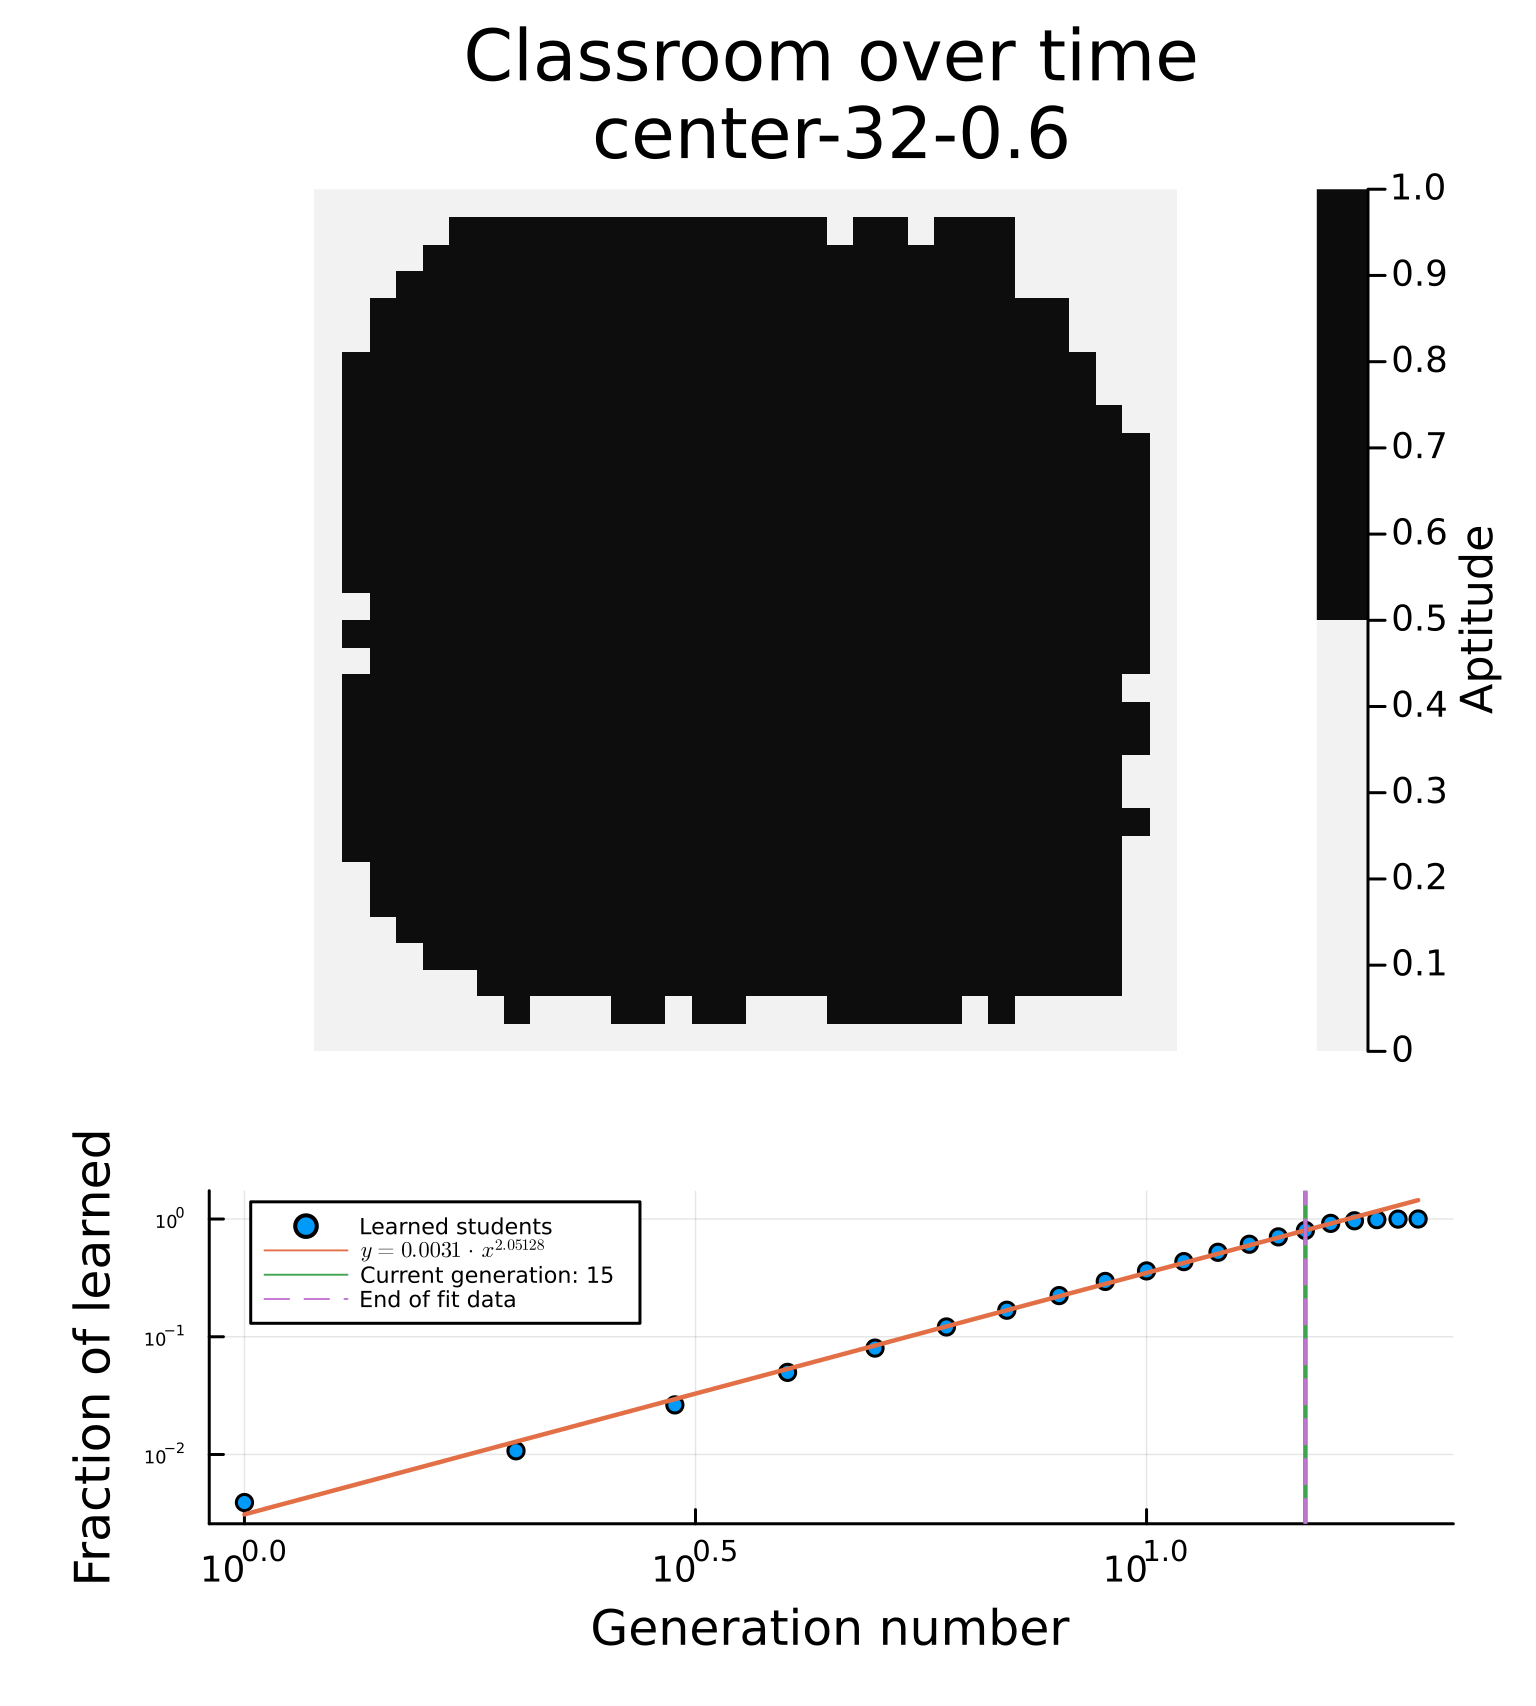 Classroom over time
center-32-0.6
1.0
0.9
0.8
0.7
0.6
0.5
0.4
0.3
0.2
0.1
0
Aptitude
Fraction of learned
10^0
10^−1
10^−2
Learned students
y = 0.0031 · x^2.05128
Current generation: 15
End of fit data
10^0.0
10^0.5
10^1.0
Generation number